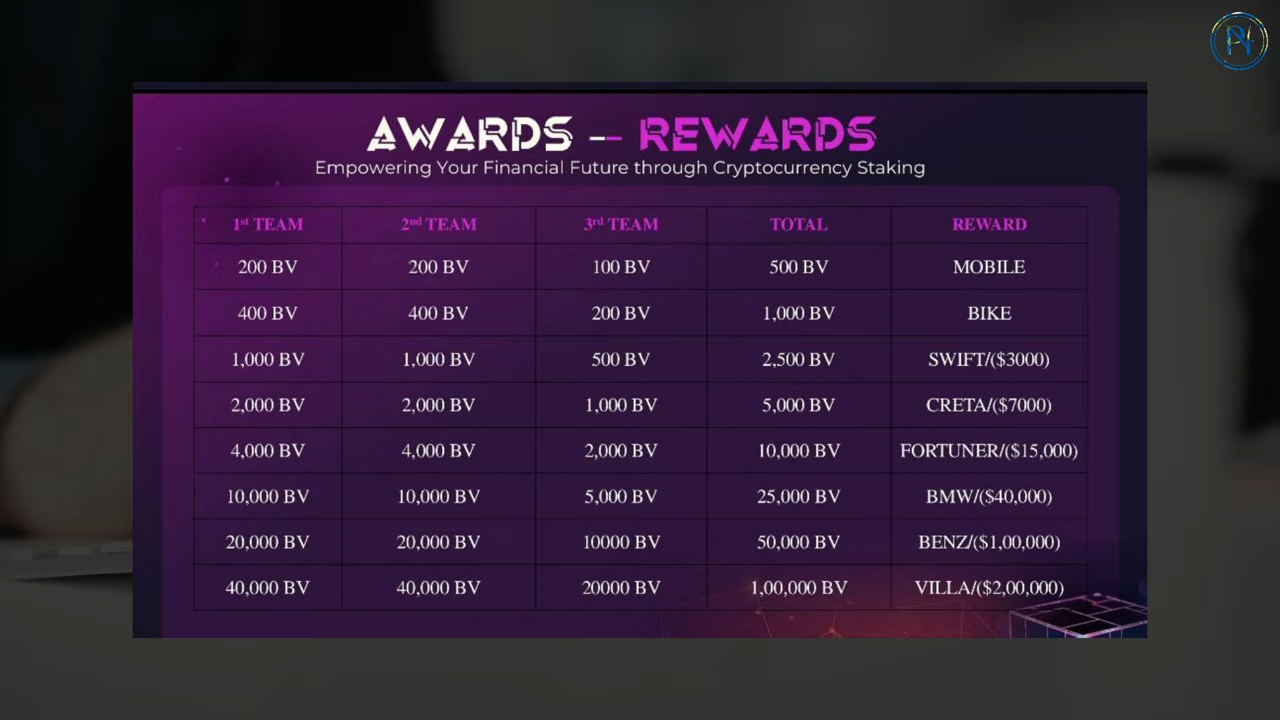 AWARDS -- REWARDS
Empowering Your Financial Future through Cryptocurrency Staking
1st TEAM 2nd TEAM 3rd TEAM TOTAL REWARD
200 BV 200 BV 100 BV 500 BV MOBILE
400 BV 400 BV 200 BV 1,000 BV BIKE
1,000 BV 1,000 BV 500 BV 2,500 BV SWIFT/($3000)
2,000 BV 2,000 BV 1,000 BV 5,000 BV CRETA/($7000)
4,000 BV 4,000 BV 2,000 BV 10,000 BV FORTUNER/($15,000)
10,000 BV 10,000 BV 5,000 BV 25,000 BV BMW/($40,000)
20,000 BV 20,000 BV 10000 BV 50,000 BV BENZ/($1,00,000)
40,000 BV 40,000 BV 20000 BV 1,00,000 BV VILLA/($2,00,000)